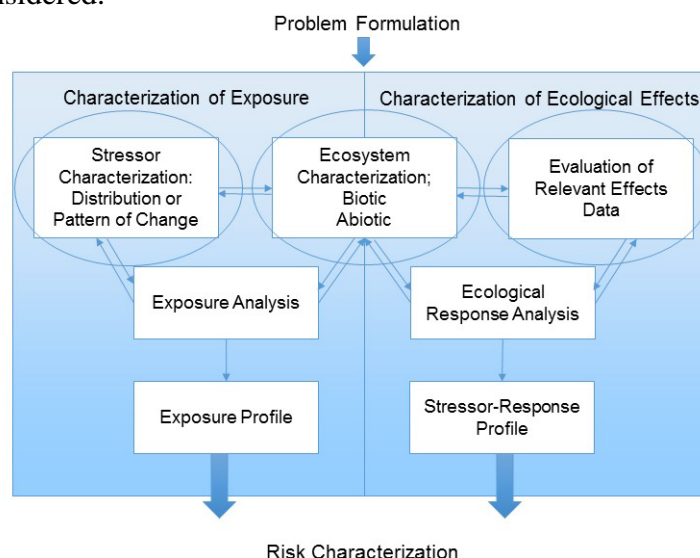 Problem Formulation
Characterization of Exposure
Characterization of Ecological Effects
Stressor
Characterization:
Distribution or
Pattern of Change
Ecosystem
Characterization;
Biotic
Abiotic
Evaluation of
Relevant Effects
Data
Exposure Analysis
Ecological
Response Analysis
Exposure Profile
Stressor-Response
Profile
Risk Characterization